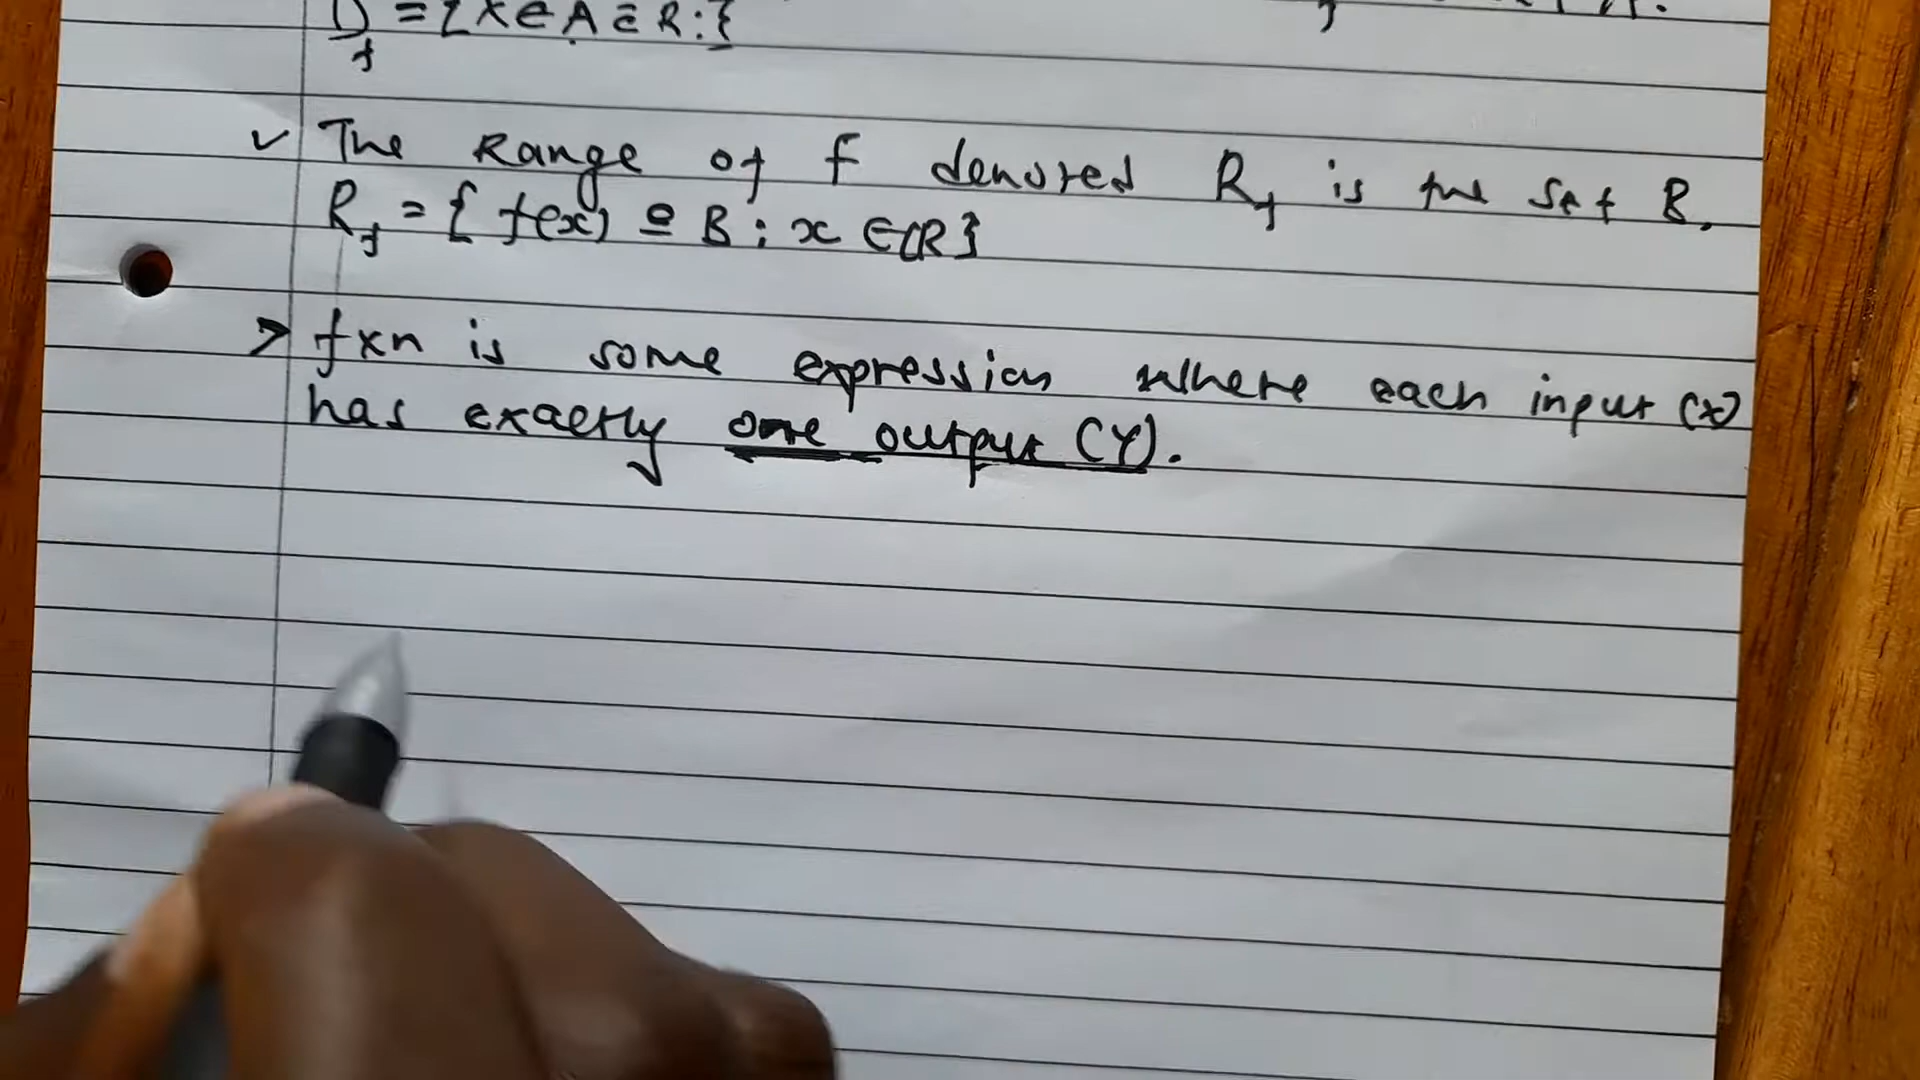 D_f = {x ∈ A ⊆ R : }
✓ The Range of f denoted R_f is the set B.
R_f = { f(x) ⊆ B : x ∈ ℝ }
> fxn is some expression where each input (x)
has exactly one output (Y).